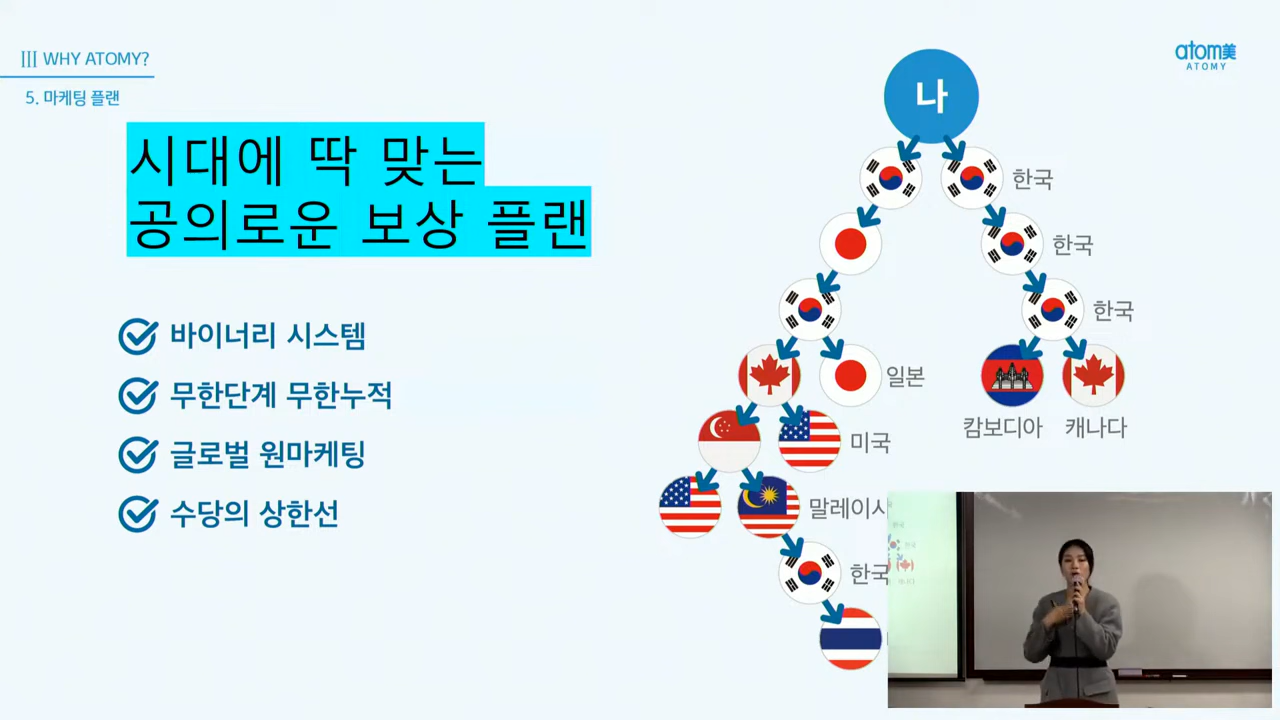 Ⅲ WHY ATOMY?
5. 마케팅 플랜
atom美
ATOMY
시대에 딱 맞는
공의로운 보상 플랜
바이너리 시스템
무한단계 무한누적
글로벌 원마케팅
수당의 상한선
나
한국
한국
한국
일본
캄보디아
캐나다
미국
말레이시
한국